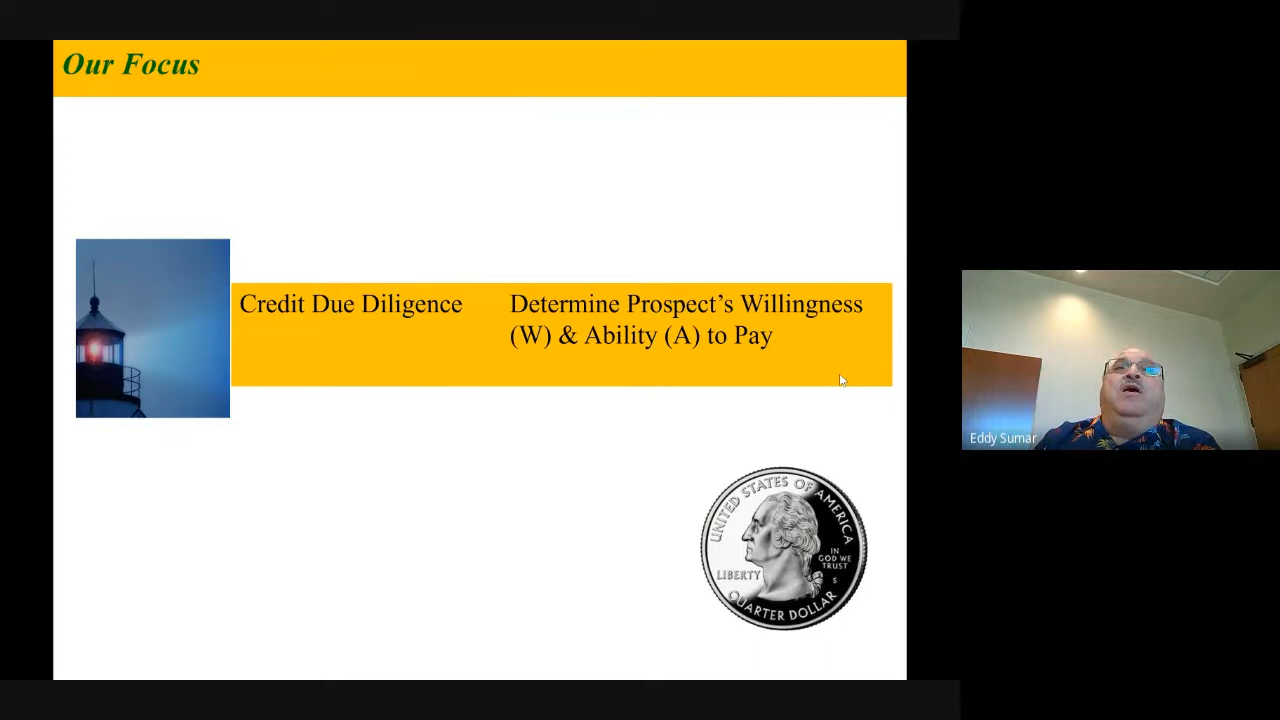 Our Focus
Credit Due Diligence
Determine Prospect’s Willingness
(W) & Ability (A) to Pay
UNITED STATES OF AMERICA
IN
GOD WE
TRUST
LIBERTY
S
QUARTER DOLLAR
Eddy Sumar